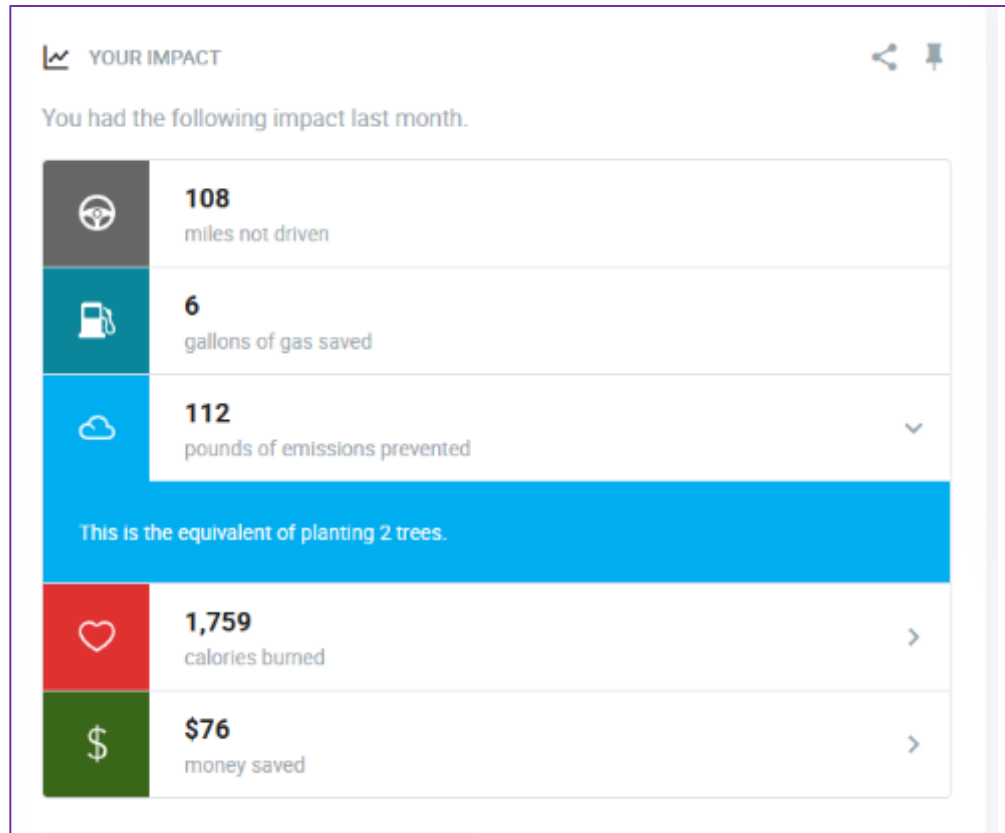 YOUR IMPACT
You had the following impact last month.
108
miles not driven
6
gallons of gas saved
112
pounds of emissions prevented
This is the equivalent of planting 2 trees.
1,759
calories burned
$
$76
money saved